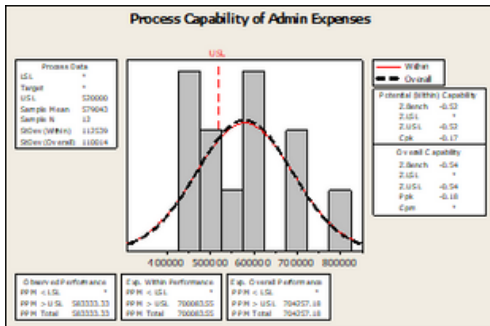 Process Capability of Admin Expenses
USL
Process Data
LSL *
Target *
USL 520000
Sample Mean 579043
Sample N 12
StDev (Within) 112539
StDev (Overall) 110014
Within
Overall
Potential (Within) Capability
Z.Bench -0.52
Z.LSL *
Z.USL -0.52
Cpk -0.17
Overall Capability
Z.Bench -0.54
Z.LSL *
Z.USL -0.54
Ppk -0.18
Cpm *
400000 500000 600000 700000 800000
Observed Performance
PPM < LSL *
PPM > USL 583333.33
PPM Total 583333.33
Exp. Within Performance
PPM < LSL *
PPM > USL 700083.55
PPM Total 700083.55
Exp. Overall Performance
PPM < LSL *
PPM > USL 704257.18
PPM Total 704257.18